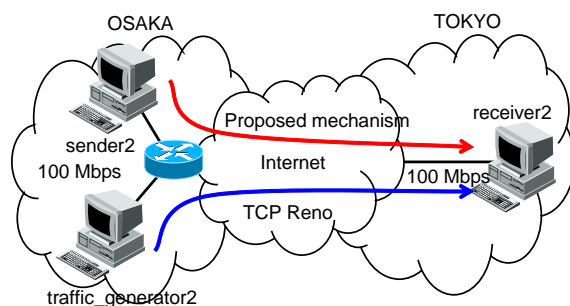 OSAKA
TOKYO
Proposed mechanism
receiver2
sender2
Internet
100 Mbps
100 Mbps
TCP Reno
traffic_generator2